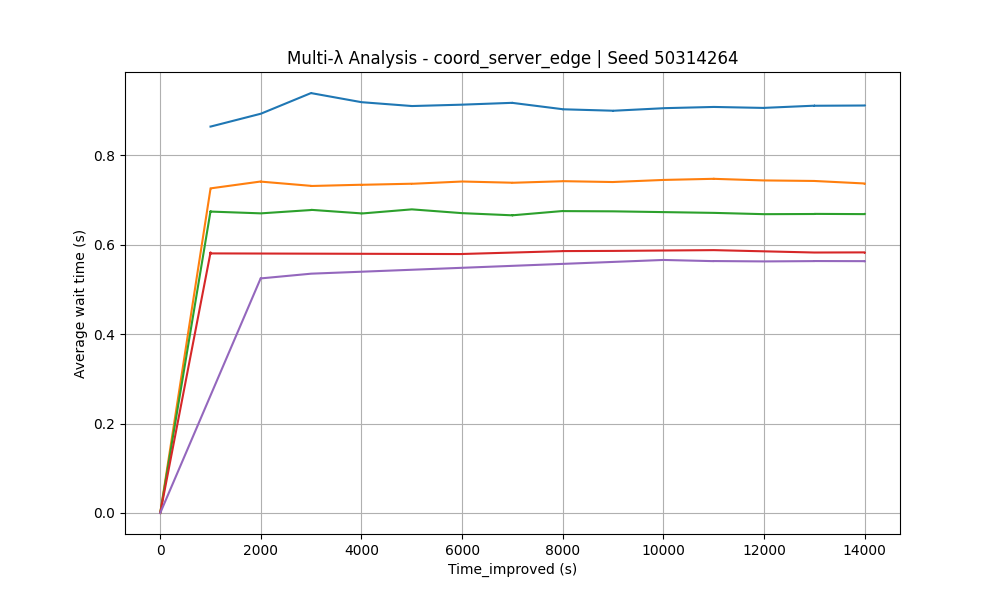 Multi-λ Analysis - coord_server_edge | Seed 50314264
Average wait time (s)
0.8
0.6
0.4
0.2
0.0
0 2000 4000 6000 8000 10000 12000 14000
Time_improved (s)